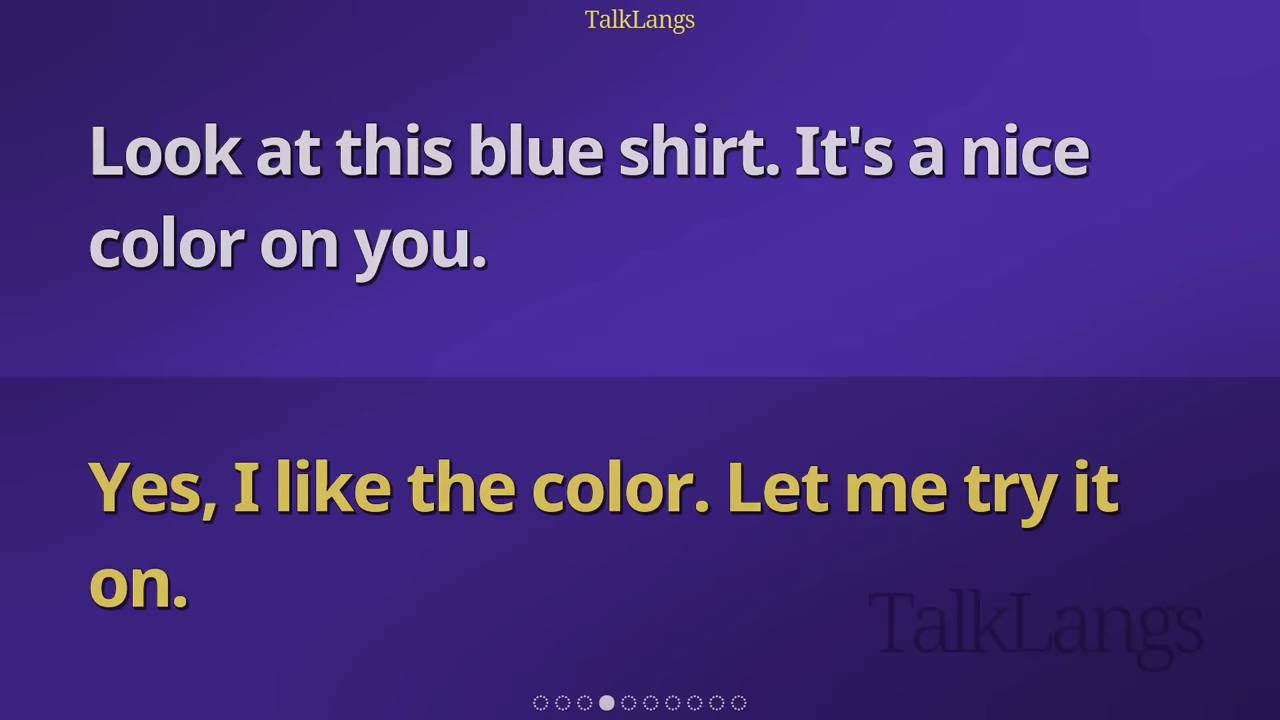 TalkLangs
Look at this blue shirt. It's a nice
color on you.
Yes, I like the color. Let me try it
on.
TalkLangs